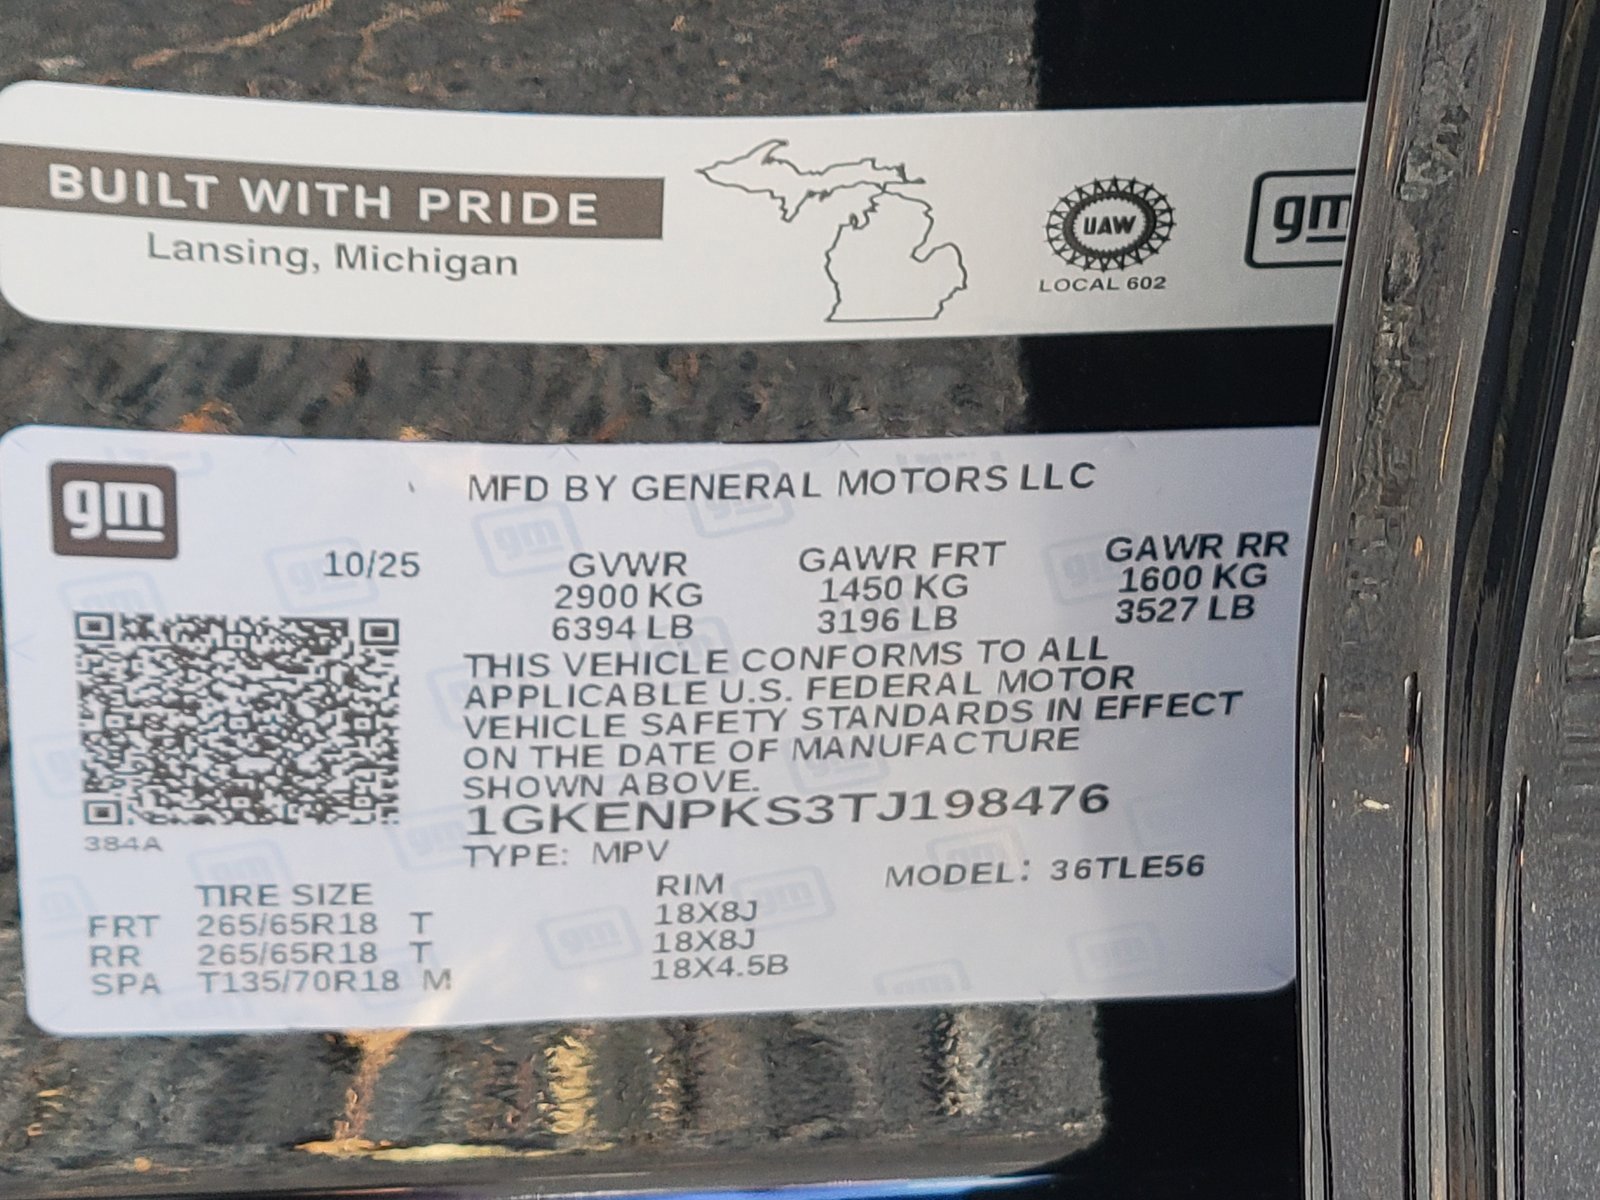 BUILT WITH PRIDE
Lansing, Michigan
UAW
LOCAL 602
gm
gm
MFD BY GENERAL MOTORS LLC
10/25
GVWR
2900 KG
6394 LB
GAWR FRT
1450 KG
3196 LB
GAWR RR
1600 KG
3527 LB
THIS VEHICLE CONFORMS TO ALL
APPLICABLE U.S. FEDERAL MOTOR
VEHICLE SAFETY STANDARDS IN EFFECT
ON THE DATE OF MANUFACTURE
SHOWN ABOVE.
1GKENPKS3TJ198476
384A
TYPE: MPV
MODEL: 36TLE56
TIRE SIZE RIM
FRT 265/65R18 T 18X8J
RR 265/65R18 T 18X8J
SPA T135/70R18 M 18X4.5B